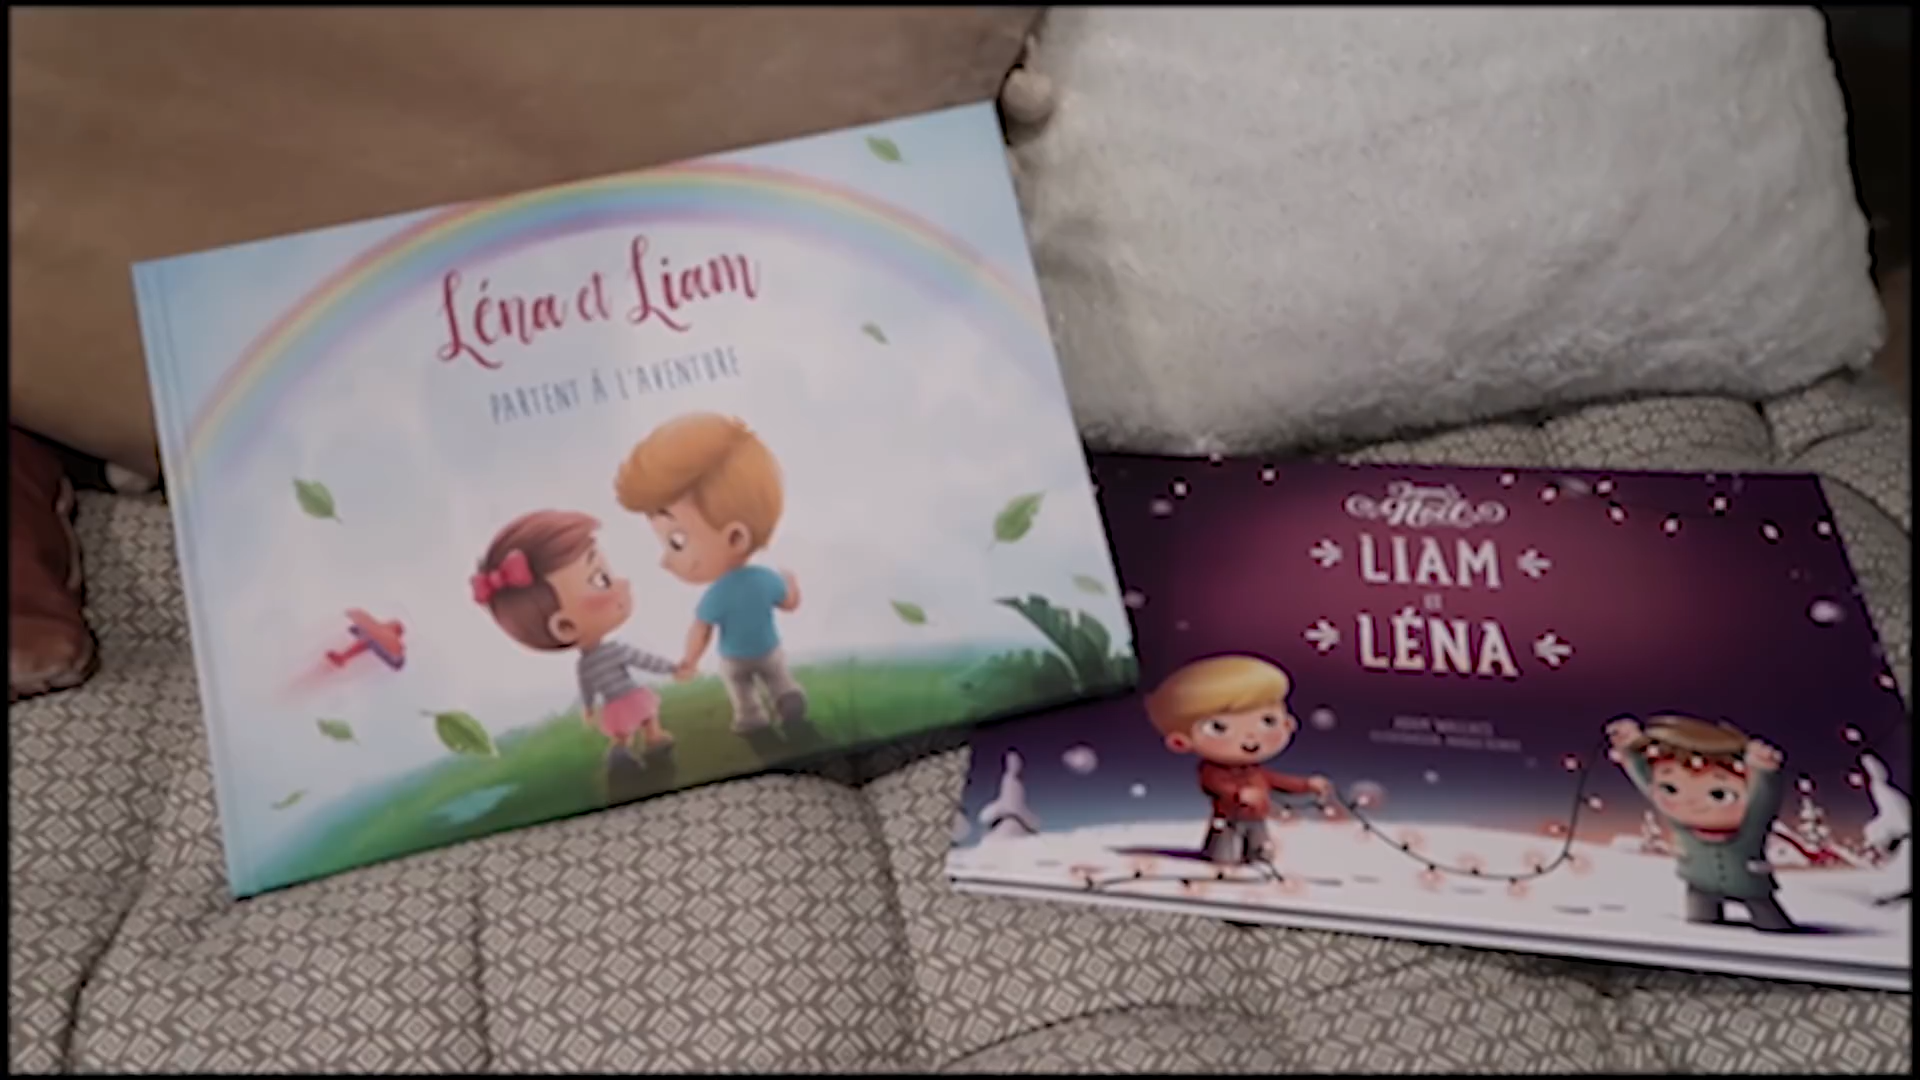 Léna et Liam
PARTENT À L'AVENTURE
Noël
LIAM
ET
LÉNA